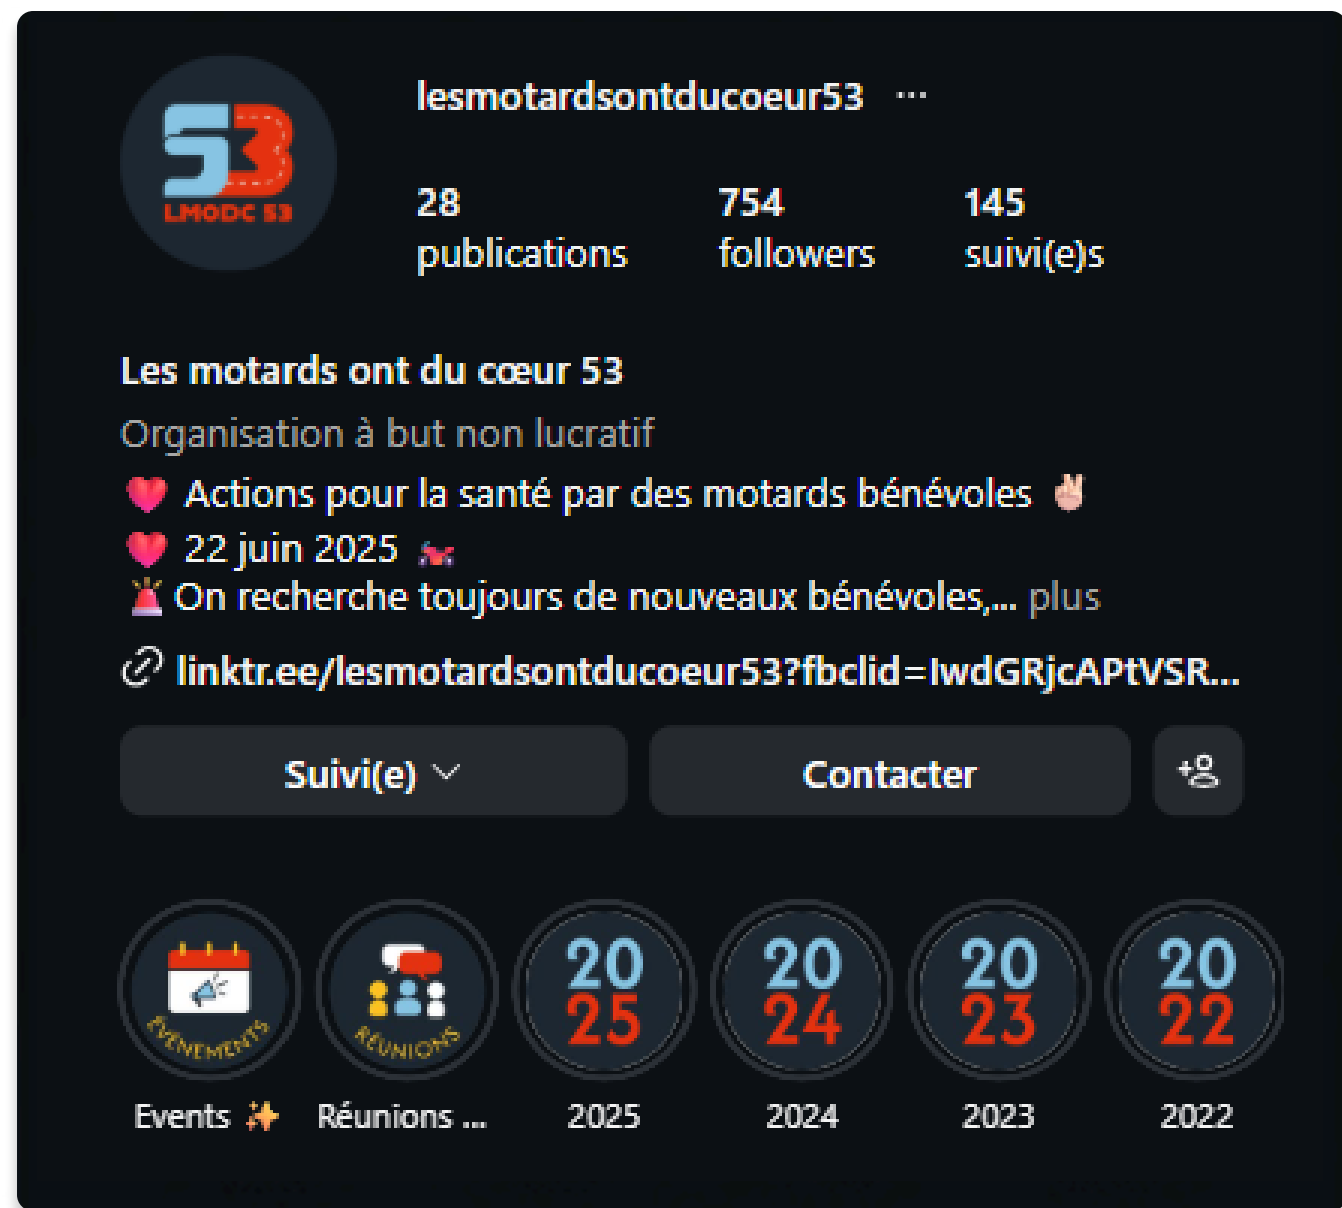 53
LMODC 53
lesmotardsontducoeur53 ...
28 754 145
publications followers suivi(e)s
Les motards ont du cœur 53
Organisation à but non lucratif
❤️ Actions pour la santé par des motards bénévoles ✌🏻
❤️ 22 juin 2025 🏍️
🚨 On recherche toujours de nouveaux bénévoles,... plus
linktr.ee/lesmotardsontducoeur53?fbclid=IwdGRjcAPtVSR...
Suivi(e) Contacter
ÉVÉNEMENTS RÉUNIONS 2025 2024 2023 2022
Events ✨ Réunions ... 2025 2024 2023 2022